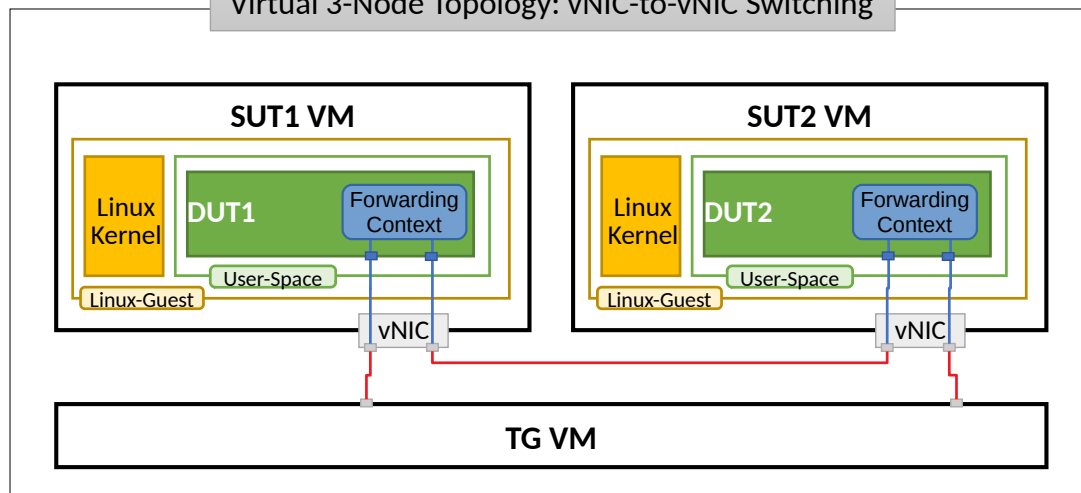 Virtual 3-Node Topology: vNIC-to-vNIC Switching
SUT1 VM
Linux
Kernel
DUT1
Forwarding
Context
User-Space
Linux-Guest
vNIC
SUT2 VM
Linux
Kernel
DUT2
Forwarding
Context
User-Space
Linux-Guest
vNIC
TG VM